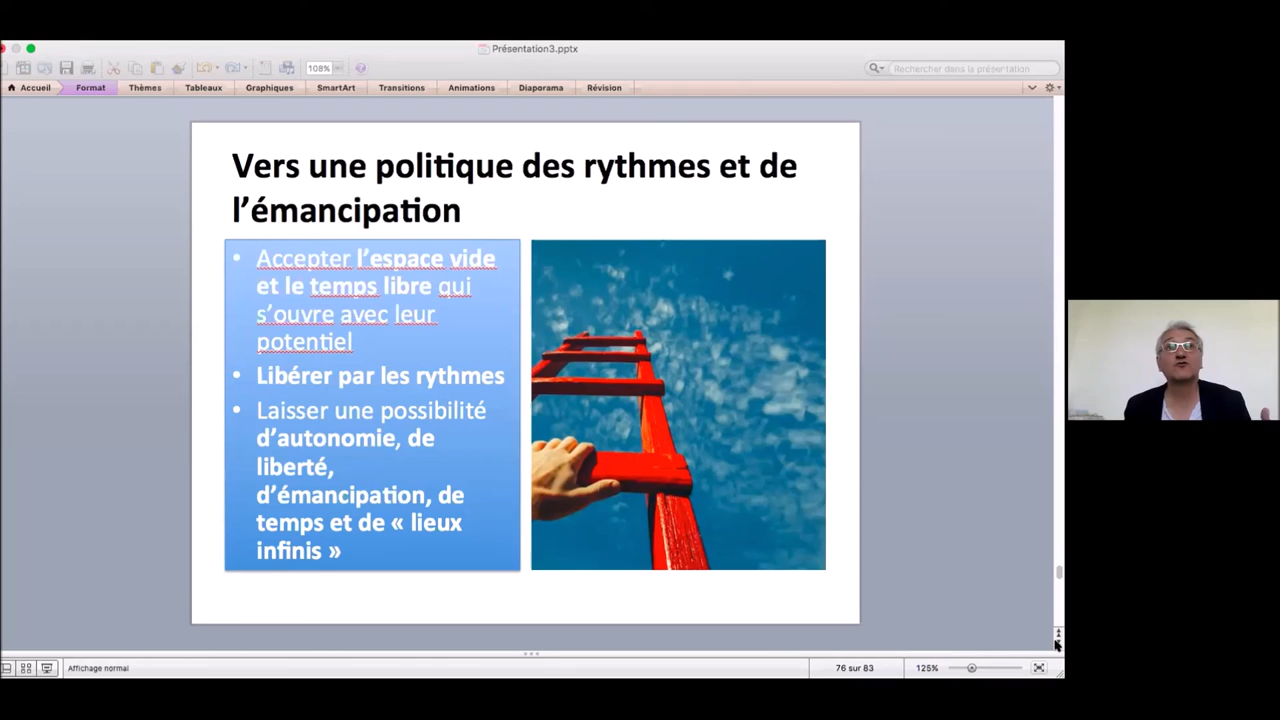 Présentation3.pptx
108%
Rechercher dans la présentation
Accueil
Format
Thèmes
Tableaux
Graphiques
SmartArt
Transitions
Animations
Diaporama
Révision
Vers une politique des rythmes et de
l’émancipation
• Accepter l’espace vide
et le temps libre qui
s’ouvre avec leur
potentiel
• Libérer par les rythmes
• Laisser une possibilité
d’autonomie, de
liberté,
d’émancipation, de
temps et de « lieux
infinis »
Affichage normal
76 sur 83
125%